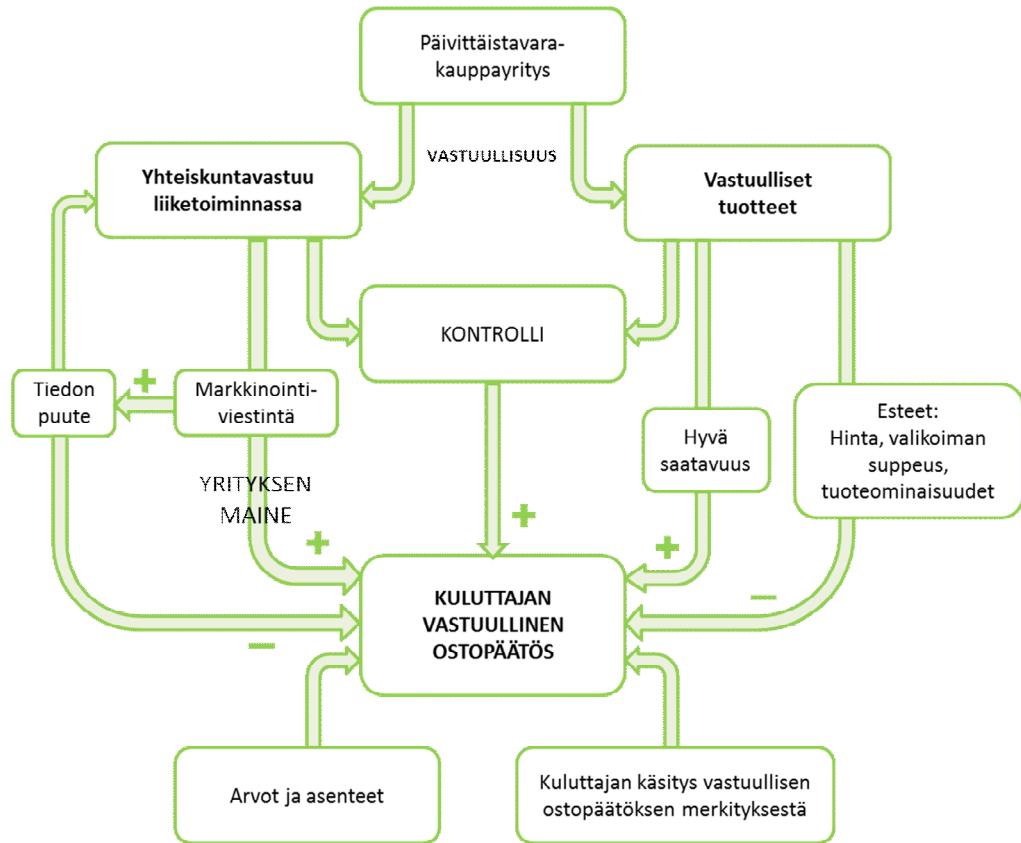 Päivittäistavara-
kauppayritys
VASTUULLISUUS
Yhteiskuntavastuu
liiketoiminnassa
Vastuulliset
tuotteet
KONTROLLI
Tiedon
puute
+
Markkinointi-
viestintä
Hyvä
saatavuus
Esteet:
Hinta, valikoiman
suppeus,
tuoteominaisuudet
YRITYKSEN
MAINE
+
+
+
–
–
KULUTTAJAN
VASTUULLINEN
OSTOPÄÄTÖS
Arvot ja asenteet
Kuluttajan käsitys vastuullisen
ostopäätöksen merkityksestä